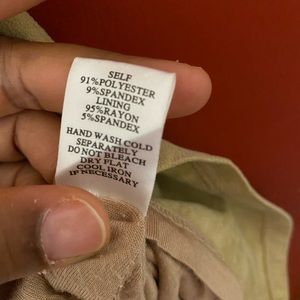 SELF
91%POLYESTER
9%SPANDEX
LINING
95%RAYON
5%SPANDEX
HAND WASH COLD
SEPARATELY
DO NOT BLEACH
DRY FLAT
COOL IRON
IF NECESSARY